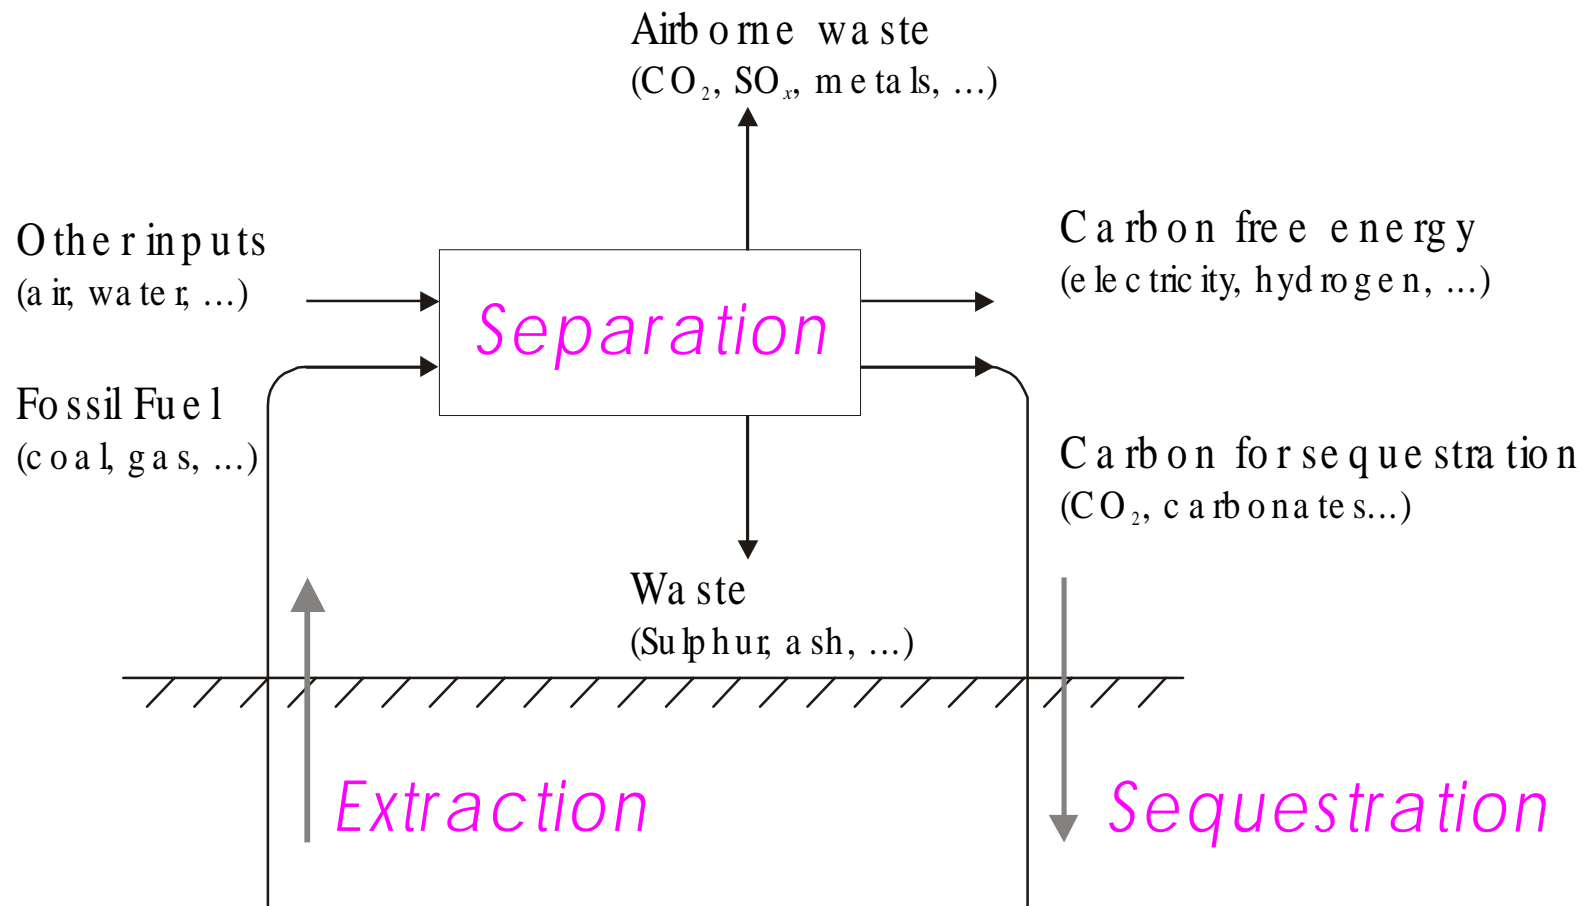 Airborne waste
(CO₂, SOₓ, metals, ...)
Other inputs
(air, water, ...)
Carbon free energy
(electricity, hydrogen, ...)
Separation
Fossil Fuel
(coal, gas, ...)
Carbon for sequestration
(CO₂, carbonates...)
Waste
(Sulphur, ash, ...)
Extraction
Sequestration